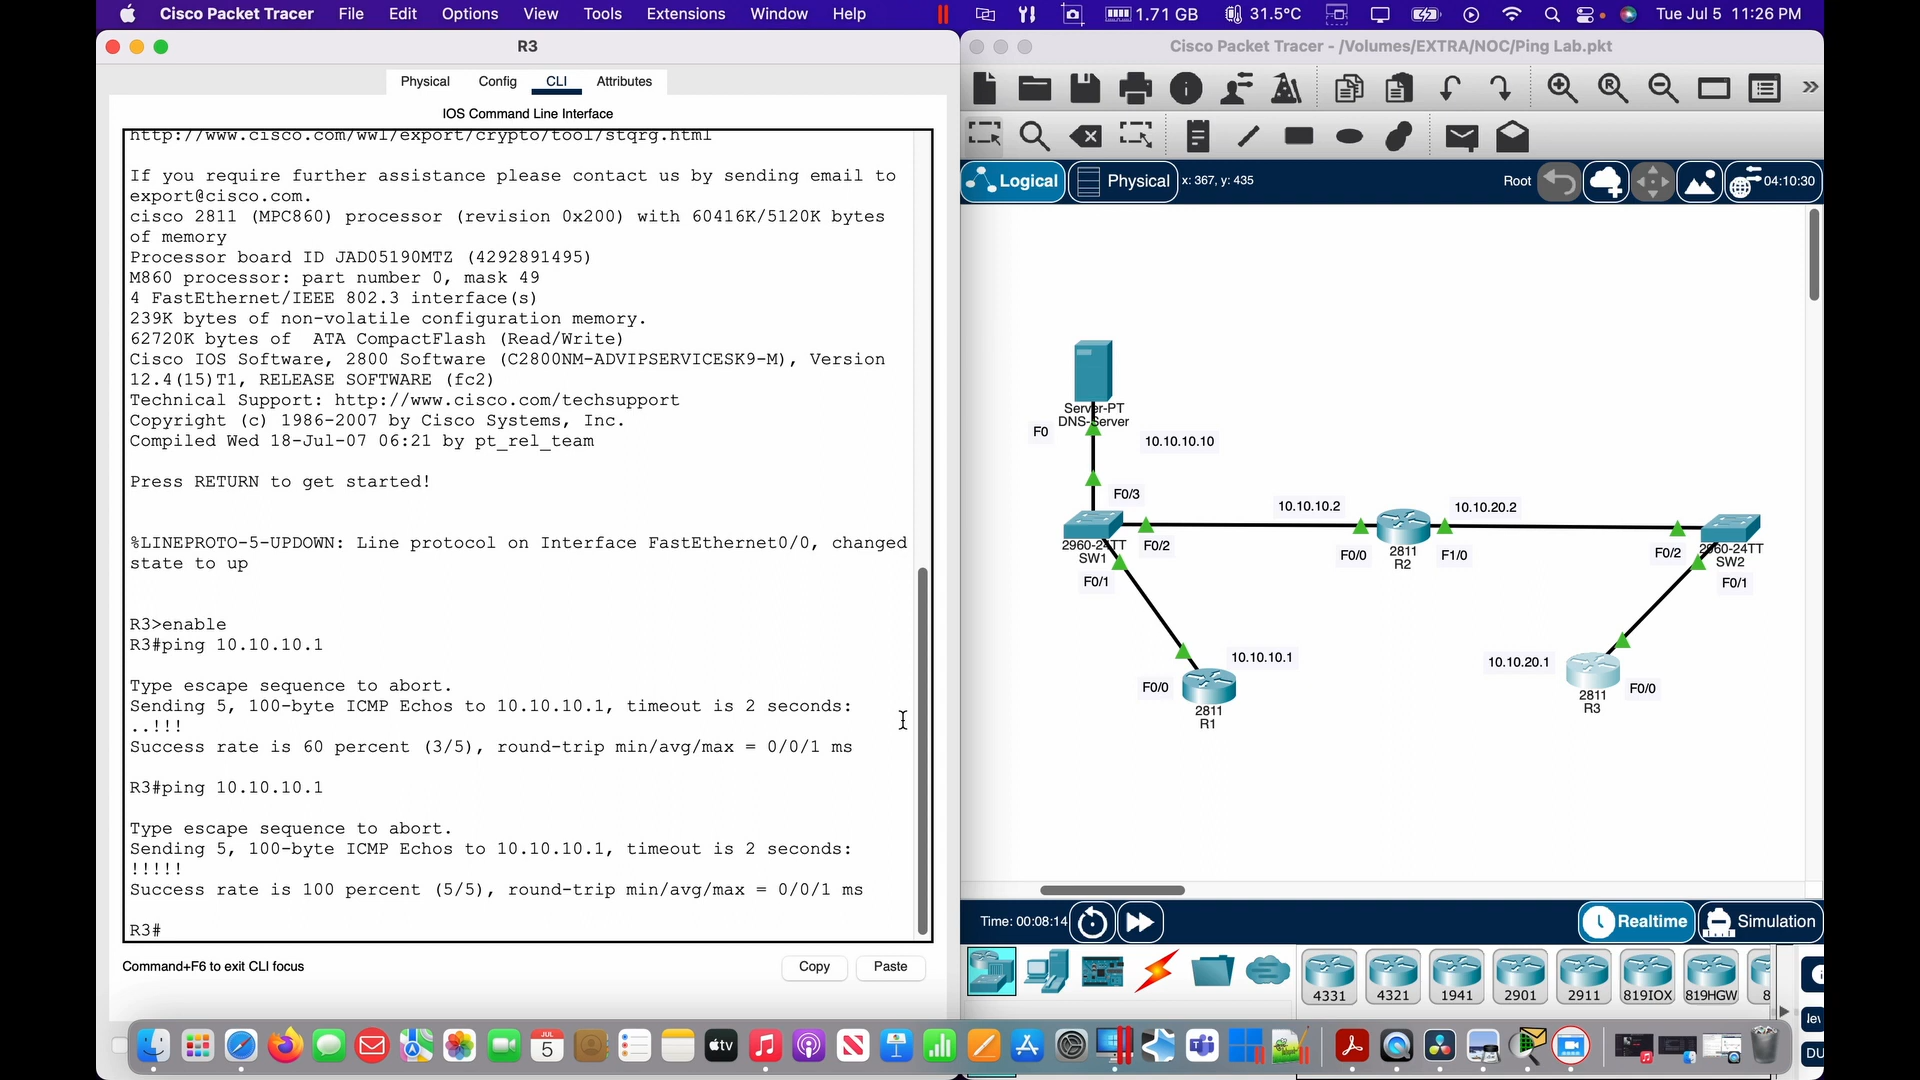 Cisco Packet Tracer File Edit Options View Tools Extensions Window Help 1.71 GB 31.5°C Tue Jul 5 11:26 PM
R3
Physical Config CLI Attributes
IOS Command Line Interface
http://www.cisco.com/wwl/export/crypto/tool/stqrg.html
If you require further assistance please contact us by sending email to
export@cisco.com.
cisco 2811 (MPC860) processor (revision 0x200) with 60416K/5120K bytes
of memory
Processor board ID JAD05190MTZ (4292891495)
M860 processor: part number 0, mask 49
4 FastEthernet/IEEE 802.3 interface(s)
239K bytes of non-volatile configuration memory.
62720K bytes of ATA CompactFlash (Read/Write)
Cisco IOS Software, 2800 Software (C2800NM-ADVIPSERVICESK9-M), Version
12.4(15)T1, RELEASE SOFTWARE (fc2)
Technical Support: http://www.cisco.com/techsupport
Copyright (c) 1986-2007 by Cisco Systems, Inc.
Compiled Wed 18-Jul-07 06:21 by pt_rel_team
Press RETURN to get started!
%LINEPROTO-5-UPDOWN: Line protocol on Interface FastEthernet0/0, changed
state to up
R3>enable
R3#ping 10.10.10.1
Type escape sequence to abort.
Sending 5, 100-byte ICMP Echos to 10.10.10.1, timeout is 2 seconds:
..!!!
Success rate is 60 percent (3/5), round-trip min/avg/max = 0/0/1 ms
R3#ping 10.10.10.1
Type escape sequence to abort.
Sending 5, 100-byte ICMP Echos to 10.10.10.1, timeout is 2 seconds:
!!!!!
Success rate is 100 percent (5/5), round-trip min/avg/max = 0/0/1 ms
R3#
Command+F6 to exit CLI focus
Copy Paste
Cisco Packet Tracer - /Volumes/EXTRA/NOC/Ping Lab.pkt
Logical Physical x: 367, y: 435 Root 04:10:30
Server-PT
DNS-Server
F0
10.10.10.10
F0/3
10.10.10.2
10.10.20.2
2960-24TT
SW1
F0/2
F0/0
2811
R2
F1/0
F0/2
2960-24TT
SW2
F0/1
F0/1
10.10.10.1
10.10.20.1
F0/0
2811
R1
2811
R3
F0/0
Time: 00:08:14
Realtime Simulation
4331 4321 1941 2901 2911 819IOX 819HGW 8
JUL
5
tv
DU